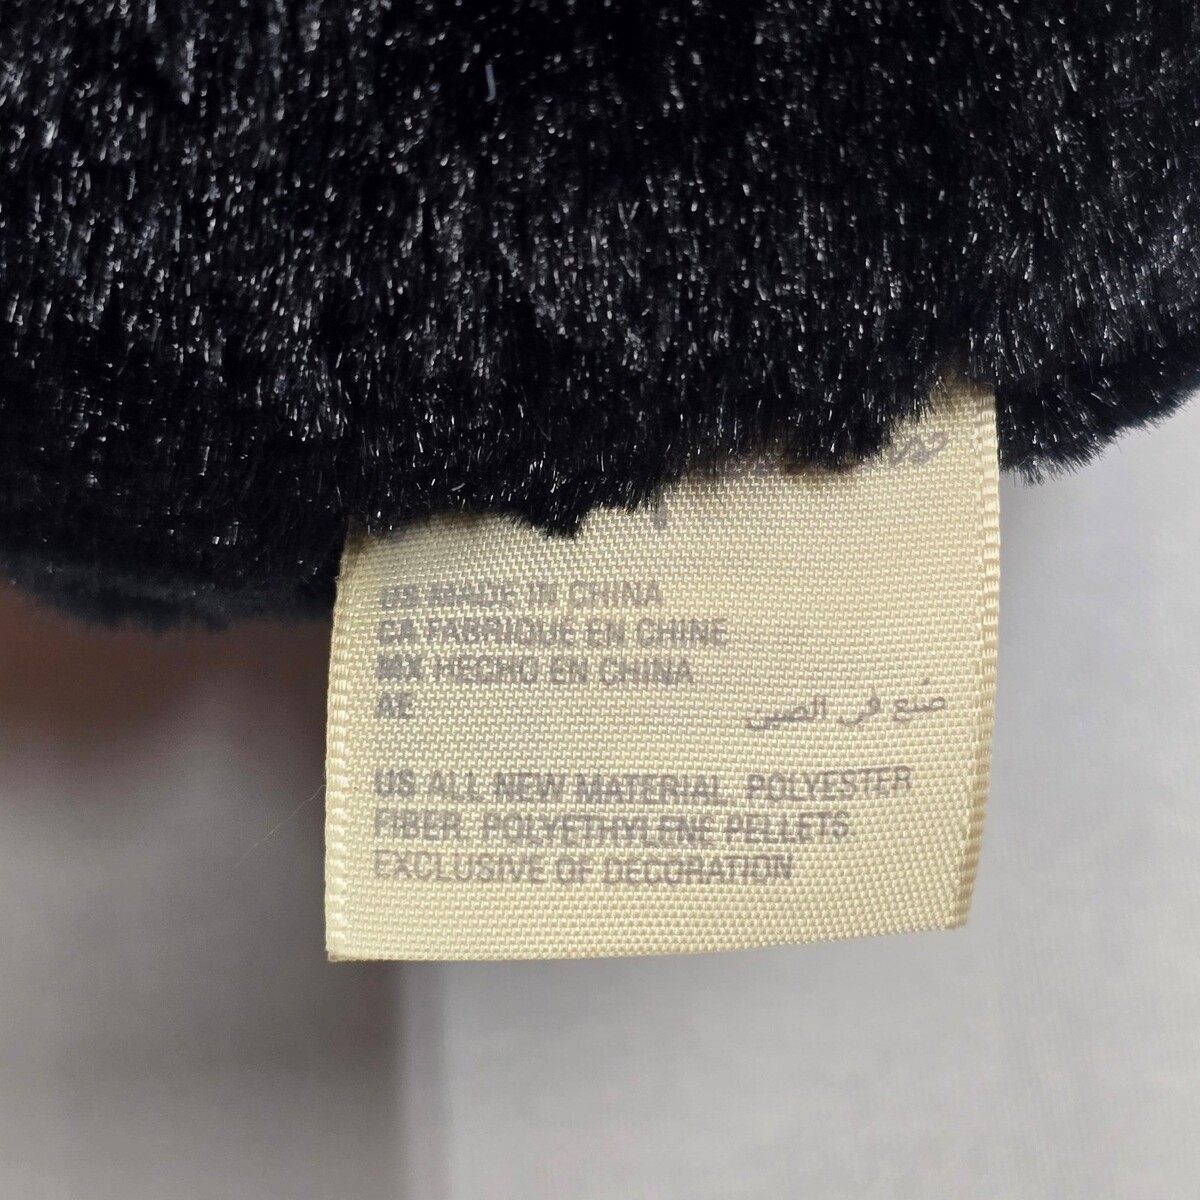 US MADE IN CHINA
CA FABRIQUE EN CHINE
MX HECHO EN CHINA
AE صنع في الصين
US ALL NEW MATERIAL POLYESTER
FIBER. POLYETHYLENE PELLETS
EXCLUSIVE OF DECORATION